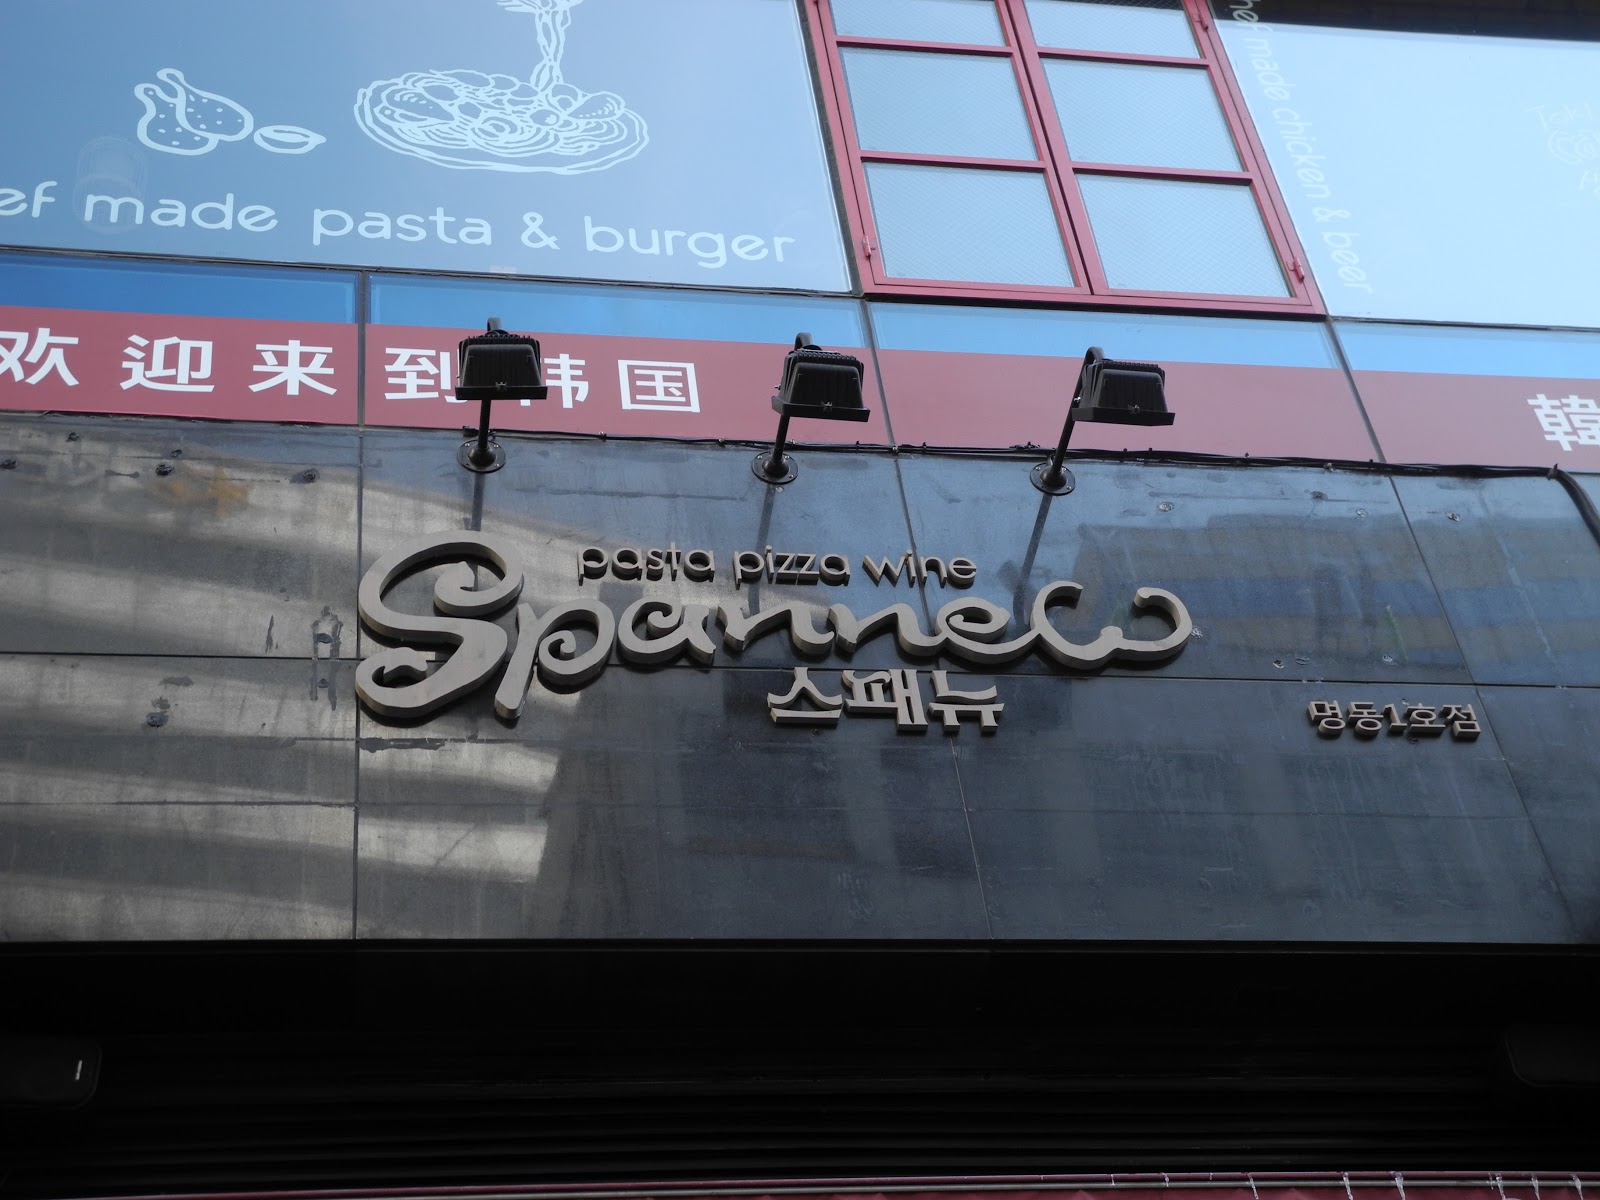 ef made pasta & burger
hef made chicken & beer
欢迎来到韩国
韓
pasta pizza wine
Spannew
스패뉴
명동1호점